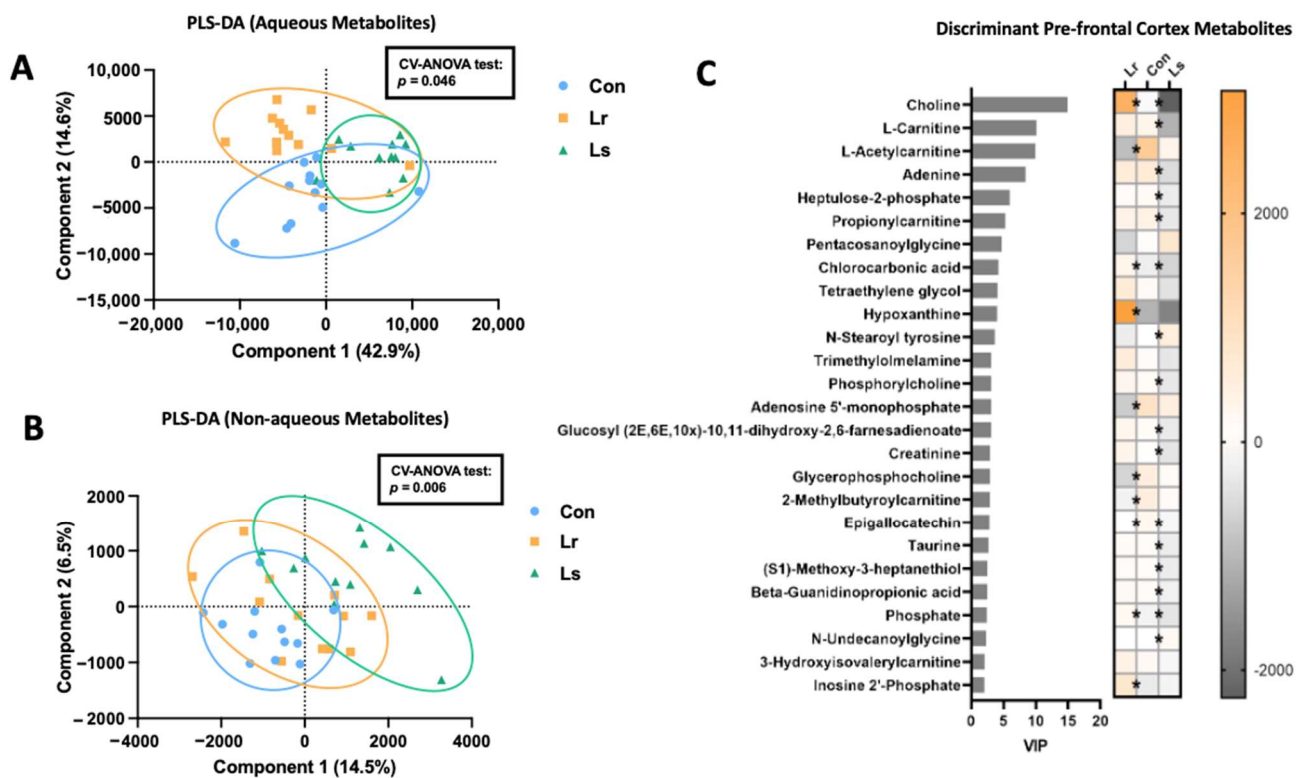 PLS-DA (Aqueous Metabolites)
A
CV-ANOVA test:
p = 0.046
10,000
5000
0
−5000
−10,000
−15,000
Component 2 (14.6%)
−20,000
−10,000
0
10,000
20,000
Component 1 (42.9%)
Con
Lr
Ls
PLS-DA (Non-aqueous Metabolites)
B
CV-ANOVA test:
p = 0.006
2000
1000
0
−1000
−2000
Component 2 (6.5%)
−4000
−2000
0
2000
4000
Component 1 (14.5%)
Con
Lr
Ls
Discriminant Pre-frontal Cortex Metabolites
C
Lr
Con
Ls
Choline
L-Carnitine
L-Acetylcarnitine
Adenine
Heptulose-2-phosphate
Propionylcarnitine
Pentacosanoylglycine
Chlorocarbonic acid
Tetraethylene glycol
Hypoxanthine
N-Stearoyl tyrosine
Trimethylolmelamine
Phosphorylcholine
Adenosine 5'-monophosphate
Glucosyl (2E,6E,10x)-10,11-dihydroxy-2,6-farnesadienoate
Creatinine
Glycerophosphocholine
2-Methylbutyroylcarnitine
Epigallocatechin
Taurine
(S1)-Methoxy-3-heptanethiol
Beta-Guanidinopropionic acid
Phosphate
N-Undecanoylglycine
3-Hydroxyisovalerylcarnitine
Inosine 2'-Phosphate
0
5
10
15
20
VIP
2000
0
-2000